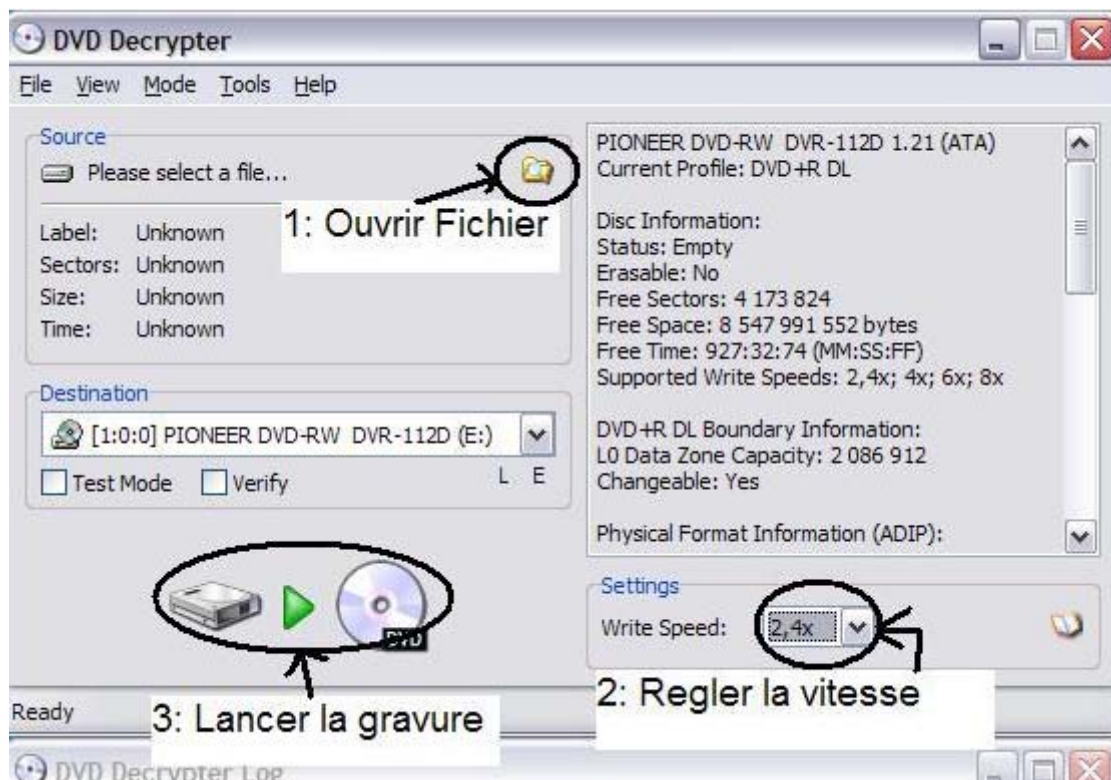 DVD Decrypter
File View Mode Tools Help
Source
Please select a file...
1: Ouvrir Fichier
Label: Unknown
Sectors: Unknown
Size: Unknown
Time: Unknown
Destination
[1:0:0] PIONEER DVD-RW DVR-112D (E:)
Test Mode Verify L E
PIONEER DVD-RW DVR-112D 1.21 (ATA)
Current Profile: DVD+R DL
Disc Information:
Status: Empty
Erasable: No
Free Sectors: 4 173 824
Free Space: 8 547 991 552 bytes
Free Time: 927:32:74 (MM:SS:FF)
Supported Write Speeds: 2,4x; 4x; 6x; 8x
DVD+R DL Boundary Information:
L0 Data Zone Capacity: 2 086 912
Changeable: Yes
Physical Format Information (ADIP):
DVD
Settings
Write Speed: 2,4x
2: Regler la vitesse
3: Lancer la gravure
Ready
DVD Decrypter Log